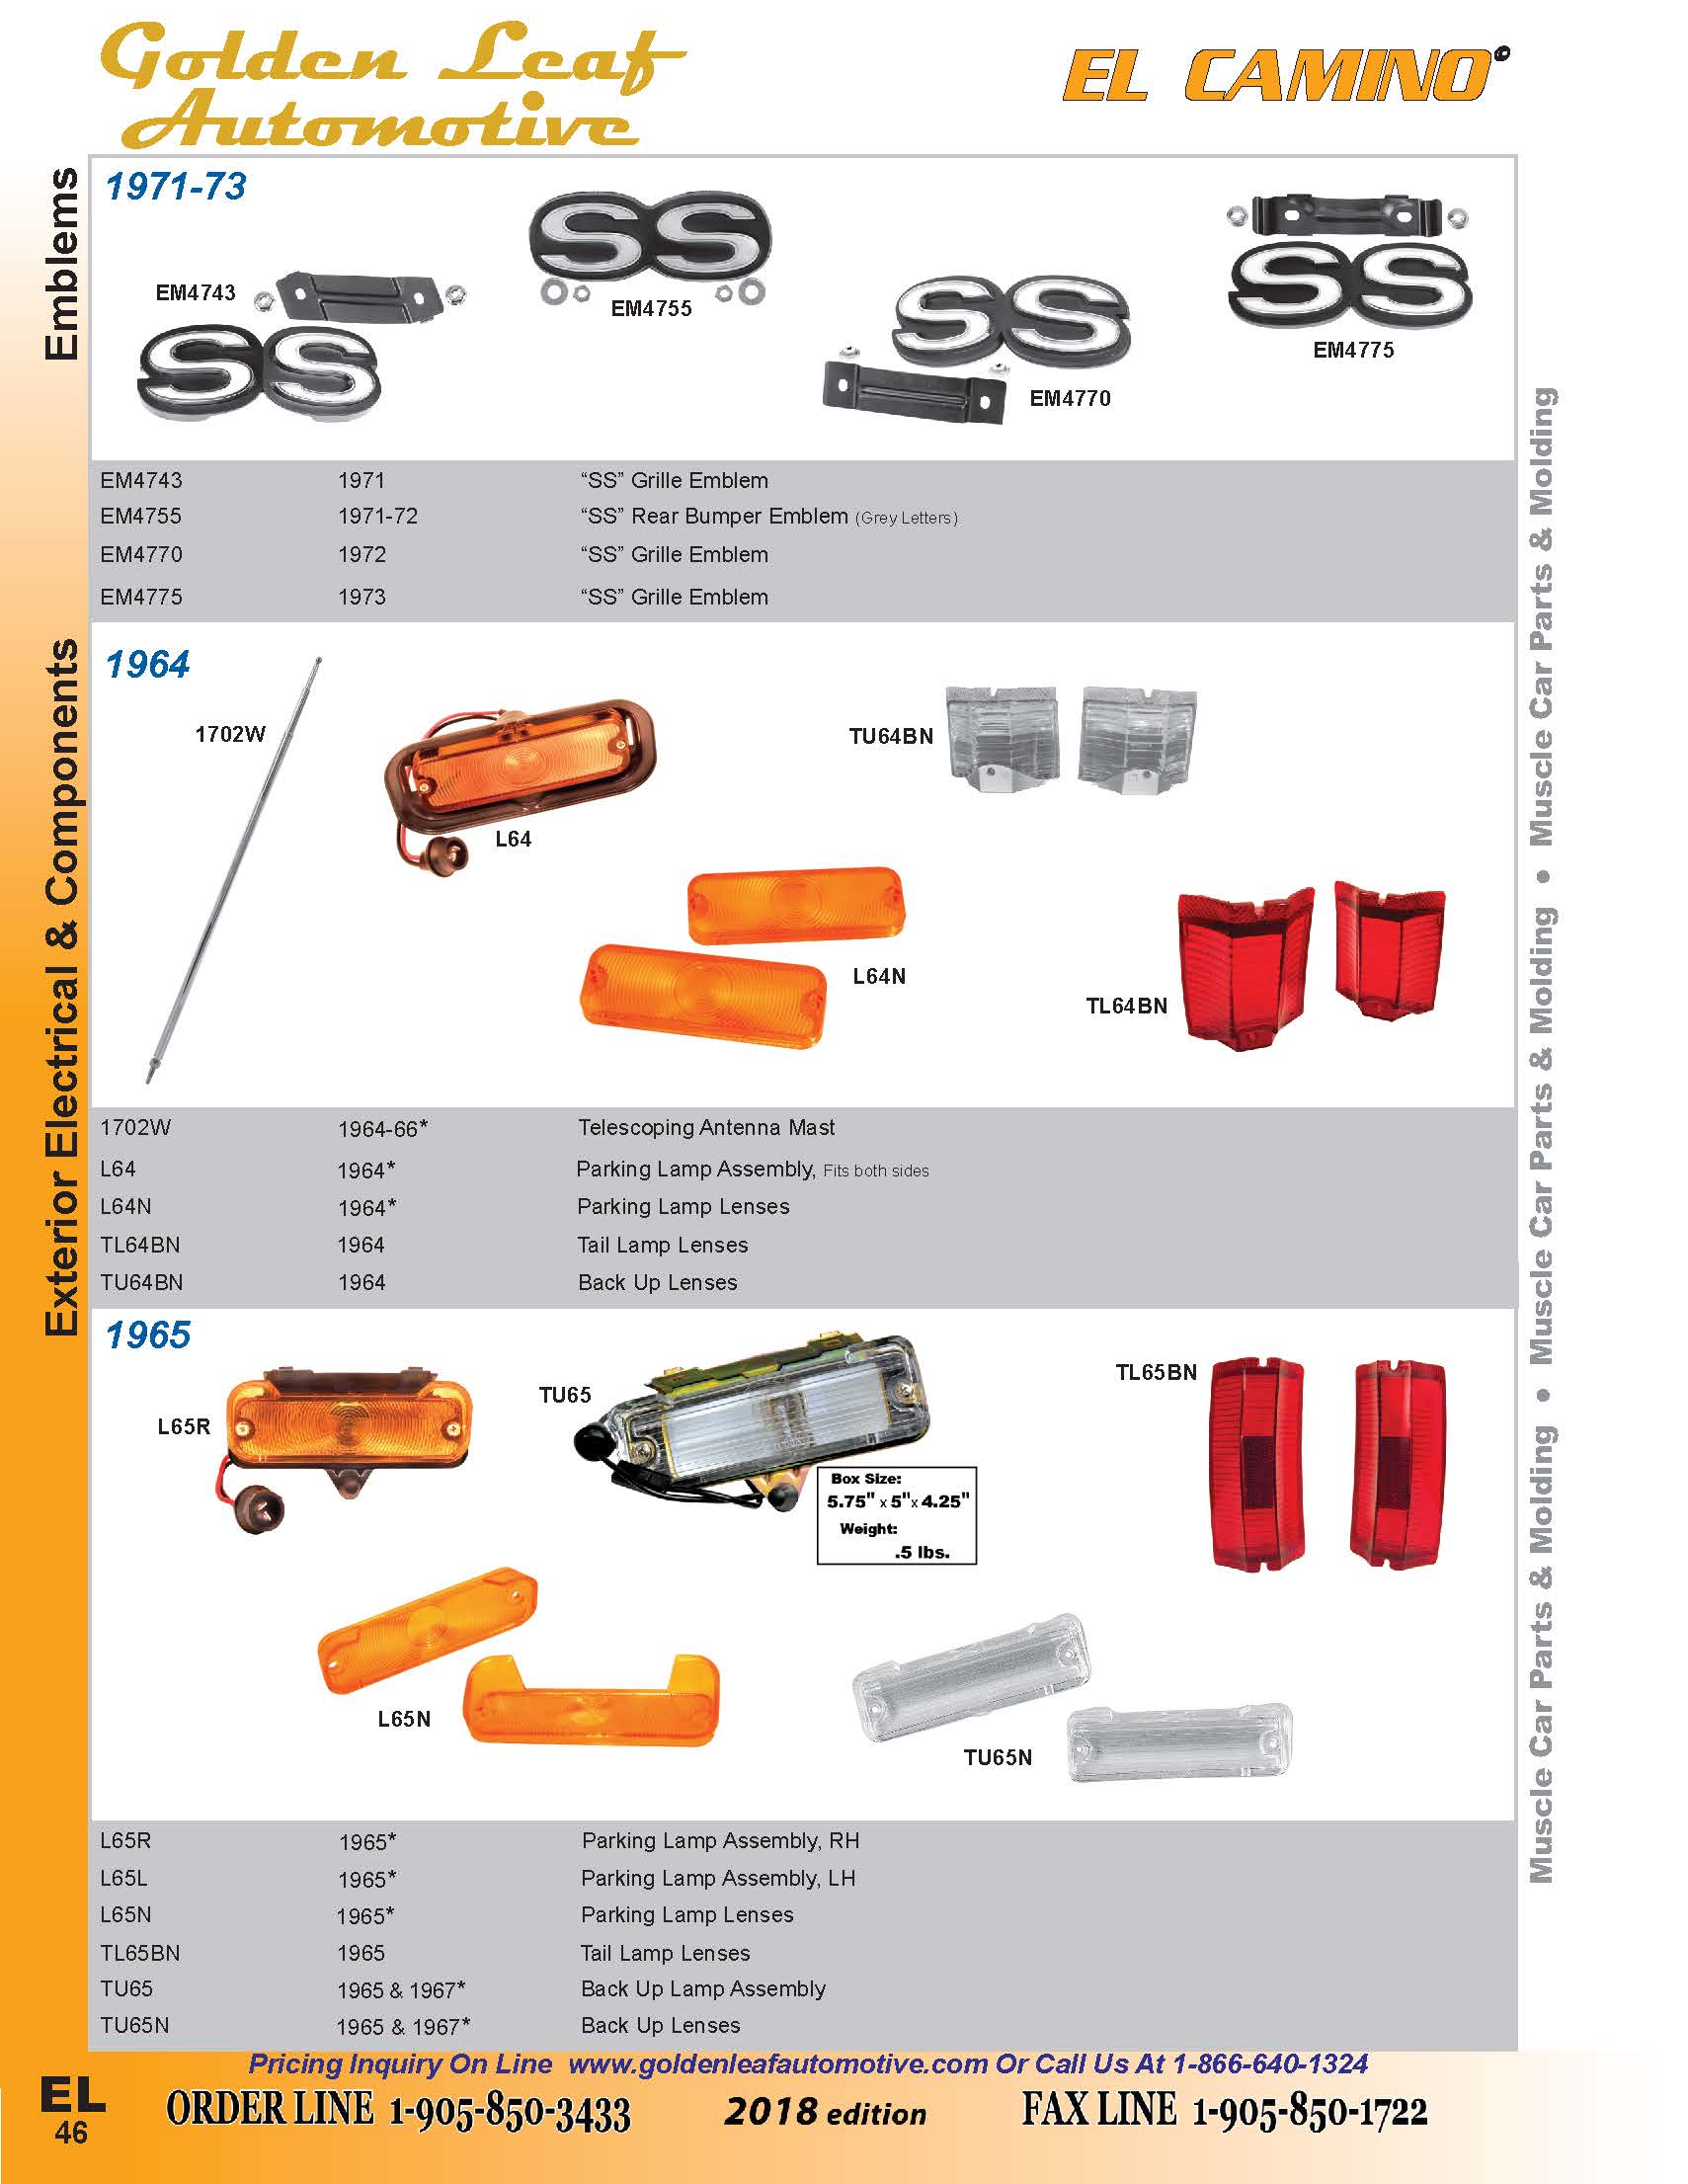 Golden Leaf
Automotive
EL CAMINO
Emblems
1971-73
EM4743
EM4755
EM4770
EM4775
EM4743 1971 “SS” Grille Emblem
EM4755 1971-72 “SS” Rear Bumper Emblem (Grey Letters)
EM4770 1972 “SS” Grille Emblem
EM4775 1973 “SS” Grille Emblem
Exterior Electrical & Components
1964
1702W
L64
TU64BN
L64N
TL64BN
1702W 1964-66* Telescoping Antenna Mast
L64 1964* Parking Lamp Assembly, Fits both sides
L64N 1964* Parking Lamp Lenses
TL64BN 1964 Tail Lamp Lenses
TU64BN 1964 Back Up Lenses
1965
L65R
TU65
Box Size:
5.75" x 5"x 4.25"
Weight:
.5 lbs.
TL65BN
L65N
TU65N
L65R 1965* Parking Lamp Assembly, RH
L65L 1965* Parking Lamp Assembly, LH
L65N 1965* Parking Lamp Lenses
TL65BN 1965 Tail Lamp Lenses
TU65 1965 & 1967* Back Up Lamp Assembly
TU65N 1965 & 1967* Back Up Lenses
Muscle Car Parts & Molding • Muscle Car Parts & Molding • Muscle Car Parts & Molding
Pricing Inquiry On Line www.goldenleafautomotive.com Or Call Us At 1-866-640-1324
EL
46
ORDER LINE 1-905-850-3433 2018 edition FAX LINE 1-905-850-1722